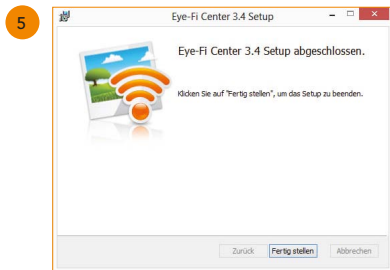 5
Eye-Fi Center 3.4 Setup
Eye-Fi Center 3.4 Setup abgeschlossen.
Klicken Sie auf "Fertig stellen", um das Setup zu beenden.
Zurück Fertig stellen Abbrechen